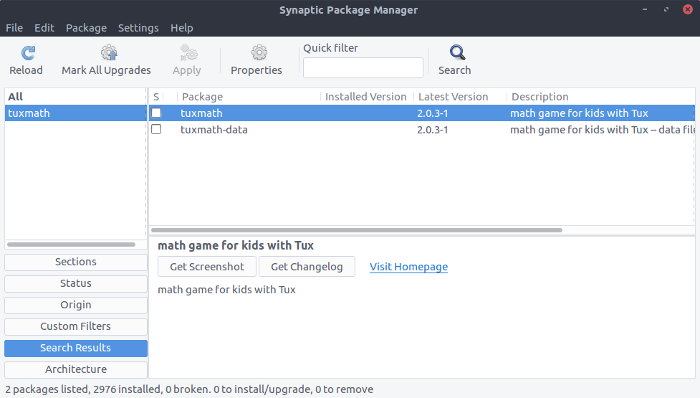 Synaptic Package Manager
File Edit Package Settings Help
Reload Mark All Upgrades Apply Properties Quick filter Search
All
tuxmath
S Package Installed Version Latest Version Description
tuxmath 2.0.3-1 math game for kids with Tux
tuxmath-data 2.0.3-1 math game for kids with Tux – data file
math game for kids with Tux
Get Screenshot Get Changelog Visit Homepage
math game for kids with Tux
Sections
Status
Origin
Custom Filters
Search Results
Architecture
2 packages listed, 2976 installed, 0 broken. 0 to install/upgrade, 0 to remove